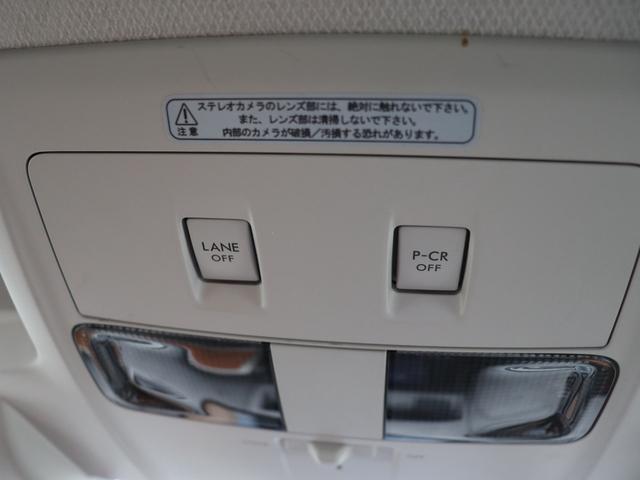 ステレオカメラのレンズ部には、絶対に触れないで下さい。
また、レンズ部は清掃しないで下さい。
注意
内部のカメラが破損／汚損する恐れがあります。
LANE
OFF
P-CR
OFF